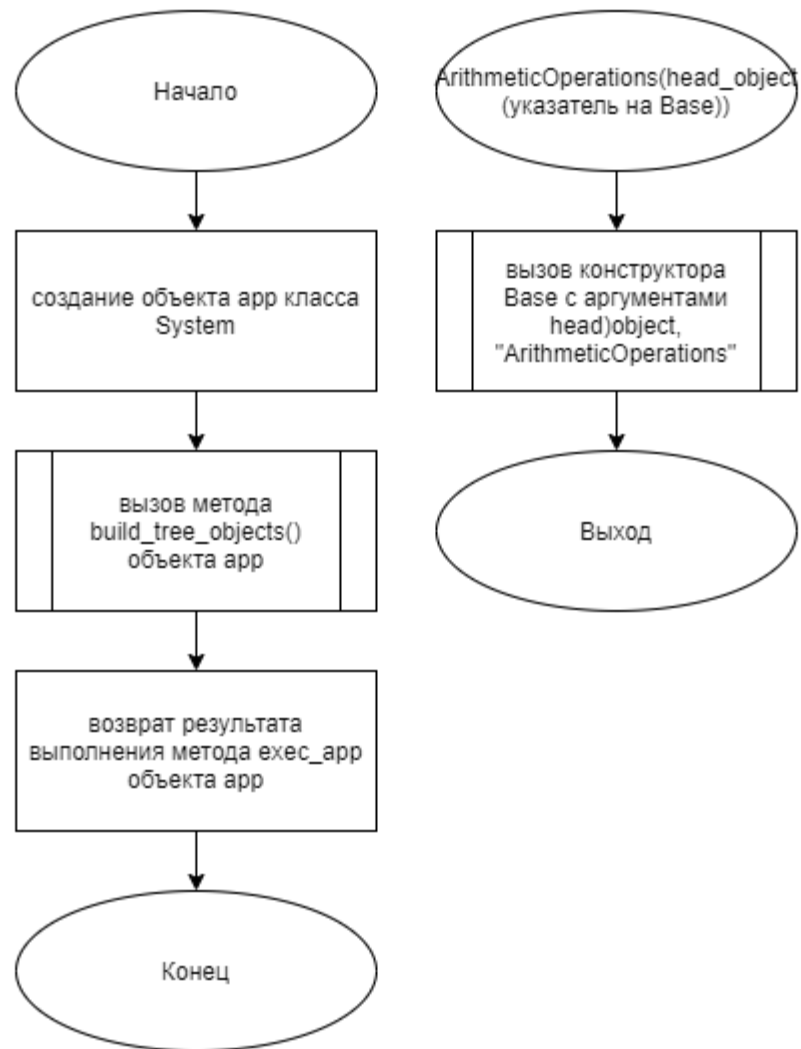 Начало
создание объекта app класса
System
вызов метода
build_tree_objects()
объекта app
возврат результата
выполнения метода exec_app
объекта app
Конец
ArithmeticOperations(head_object
(указатель на Base))
вызов конструктора
Base с аргументами
head)object,
"ArithmeticOperations"
Выход